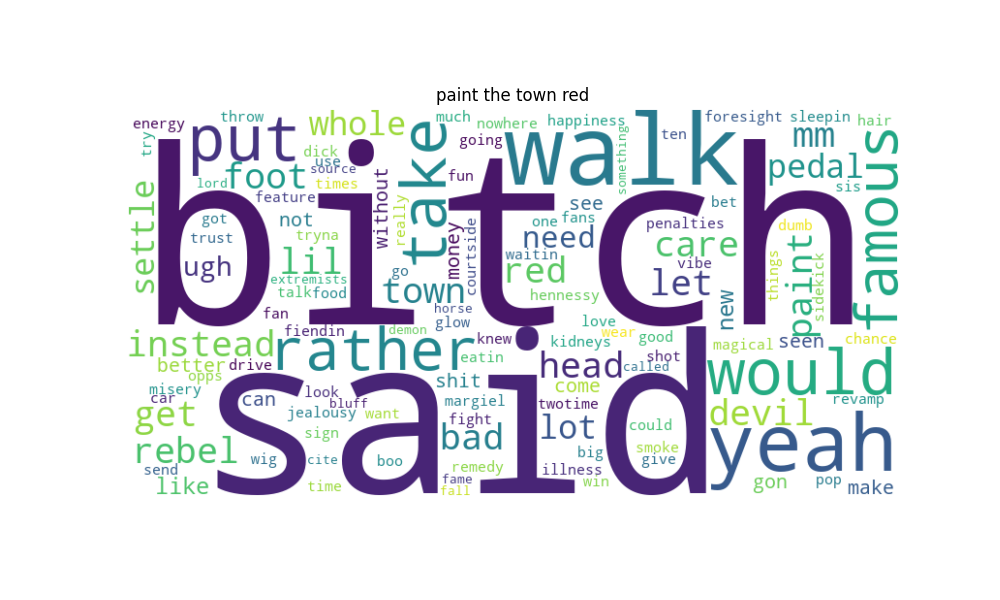 paint the town red
energy throw much nowhere happiness foresight sleepin hair
try put whole take going walk ten something mm famous
dick use source foot lord times without really fun pedal sis
settle feature see bet
got not one fans penalties dumb
trust tryna money courtside need care paint
ugh lil waitin vibe things sidekick
bitch
extremists go red let
talk food town hennessy new
fan horse
fiendin demon glow love wear good seen chance
instead rather knew kidneys magical
better drive eatin head shot called would
opps shit come
misery can look margiel revamp
car bluff twotime
get jealousy want fight lot could devil
rebel sign bad yeah
said
wig cite boo remedy big smoke give
send illness pop
like time fame fall win gon make